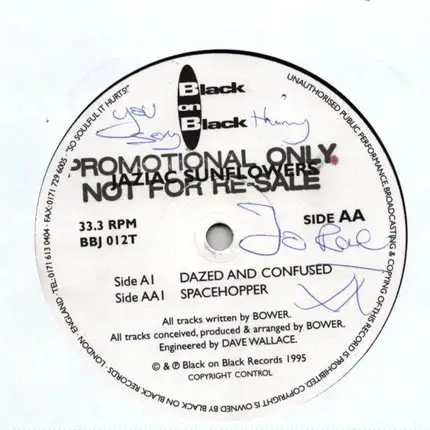 Black
on
Black
you sexy thing
PROMOTIONAL ONLY
NOT FOR RE-SALE
JAZIAC SUNFLOWERS
33.3 RPM
BBJ 012T
SIDE AA
Side A1 DAZED AND CONFUSED
Side AA1 SPACEHOPPER
All tracks written by BOWER.
All tracks conceived, produced & arranged by BOWER.
Engineered by DAVE WALLACE.
© & ℗ Black on Black Records 1995
COPYRIGHT CONTROL
UNAUTHORISED PUBLIC PERFORMANCE, BROADCASTING & COPYING OF THIS RECORD IS PROHIBITED. COPYRIGHT IS OWNED BY BLACK ON BLACK RECORDS · LONDON · ENGLAND · TEL: 0171 613 0404 · FAX: 0171 729 6005 · "SO SOULFUL IT HURTS!"